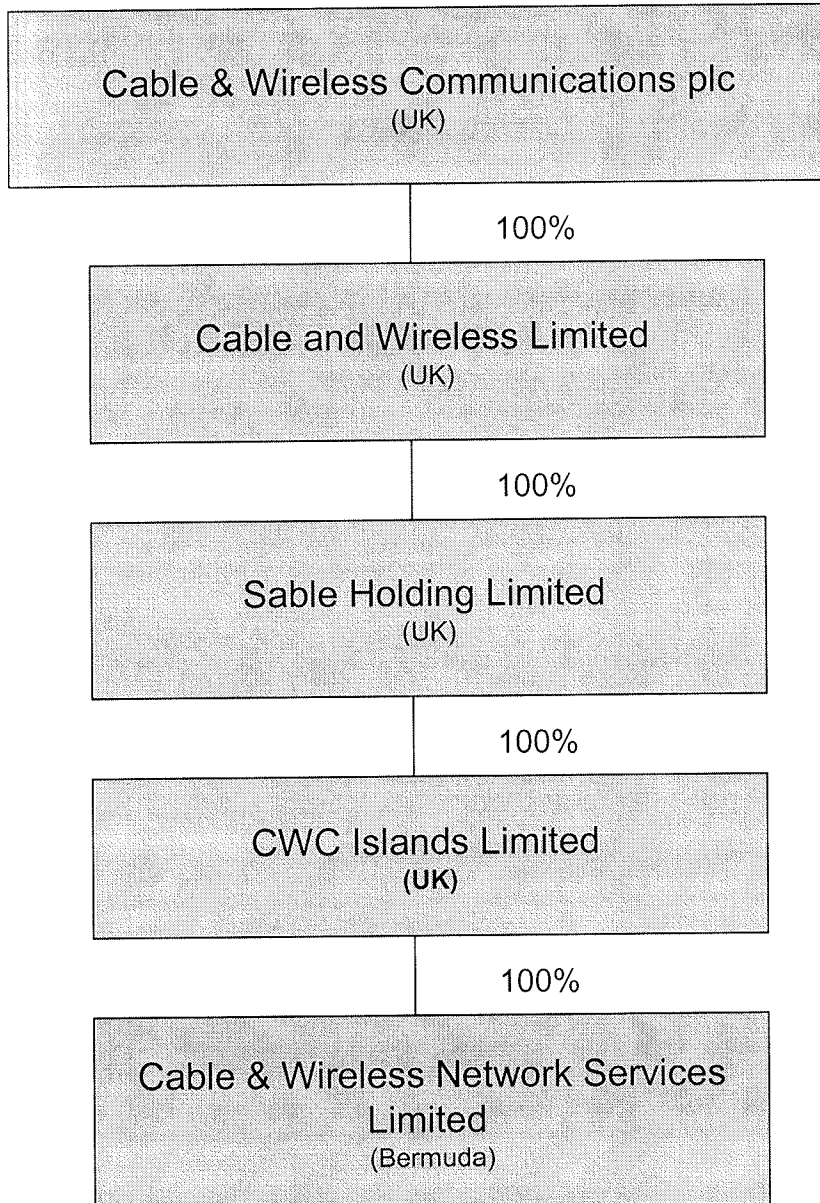 Cable & Wireless Communications plc
(UK)
100%
Cable and Wireless Limited
(UK)
100%
Sable Holding Limited
(UK)
100%
CWC Islands Limited
(UK)
100%
Cable & Wireless Network Services
Limited
(Bermuda)